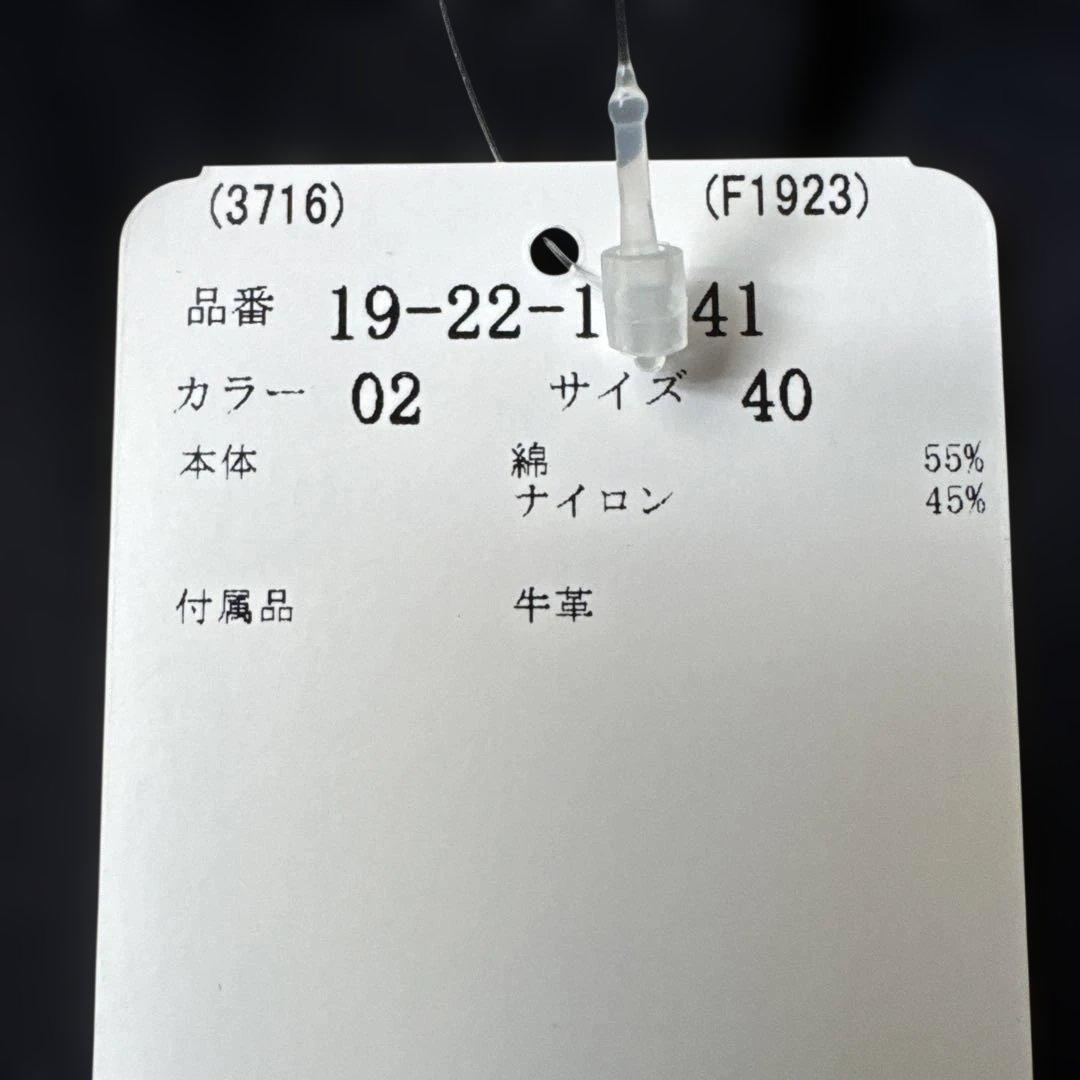 (3716) (F1923)
品番 19-22-1 41
カラー 02 サイズ 40
本体 綿 55%
ナイロン 45%
付属品 牛革